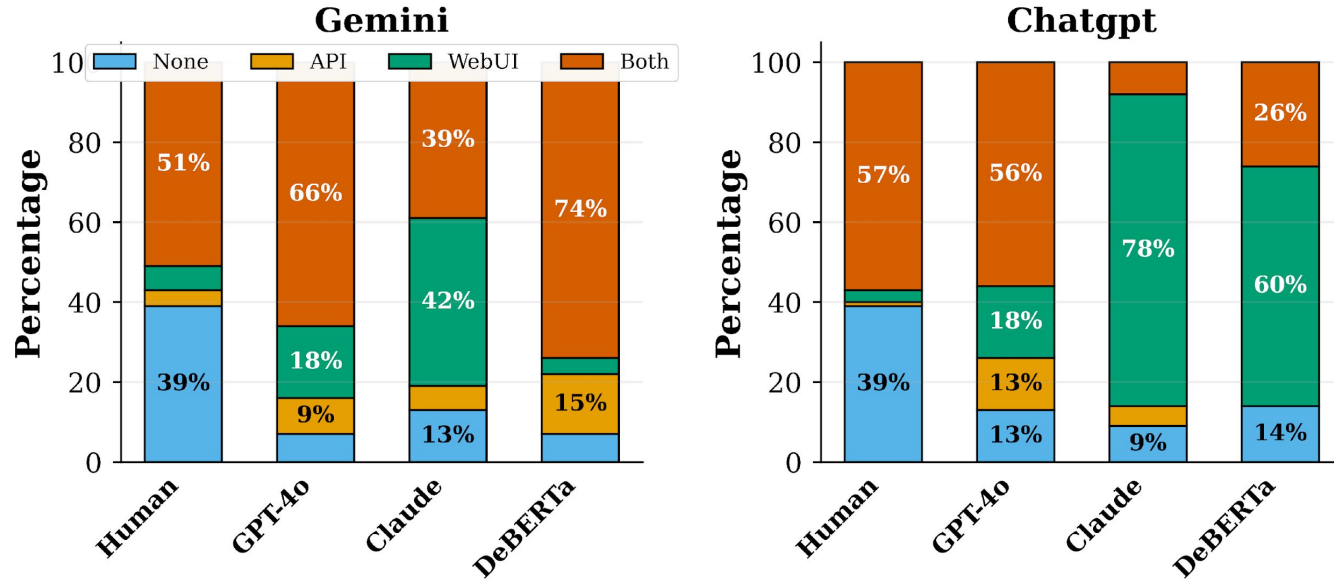 Gemini
None API WebUI Both
Percentage
100
80
60
40
20
0
51%
39%
66%
18%
9%
39%
42%
13%
74%
15%
Human
GPT-4o
Claude
DeBERTa
Chatgpt
Percentage
100
80
60
40
20
0
57%
39%
56%
18%
13%
13%
78%
9%
26%
60%
14%
Human
GPT-4o
Claude
DeBERTa